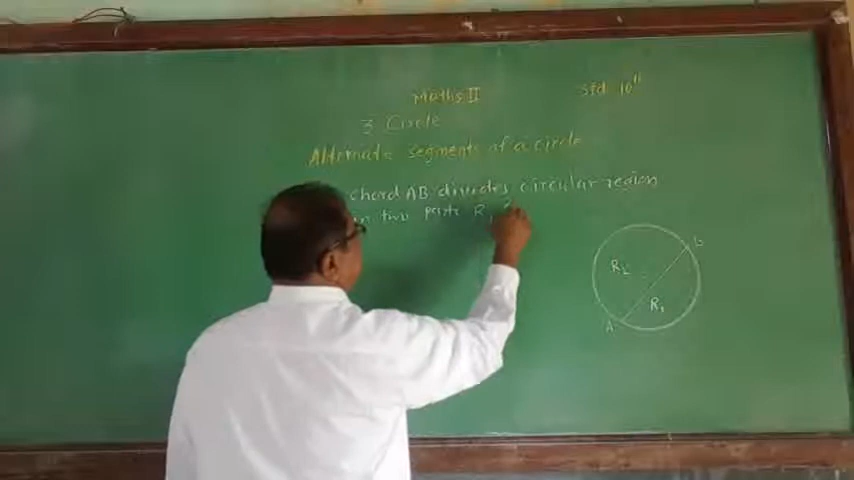 Maths II Std 10th
3 Circle
Alternate segments of a circle
chord AB divides circular region
in two parts R1
B
R2
R1
A